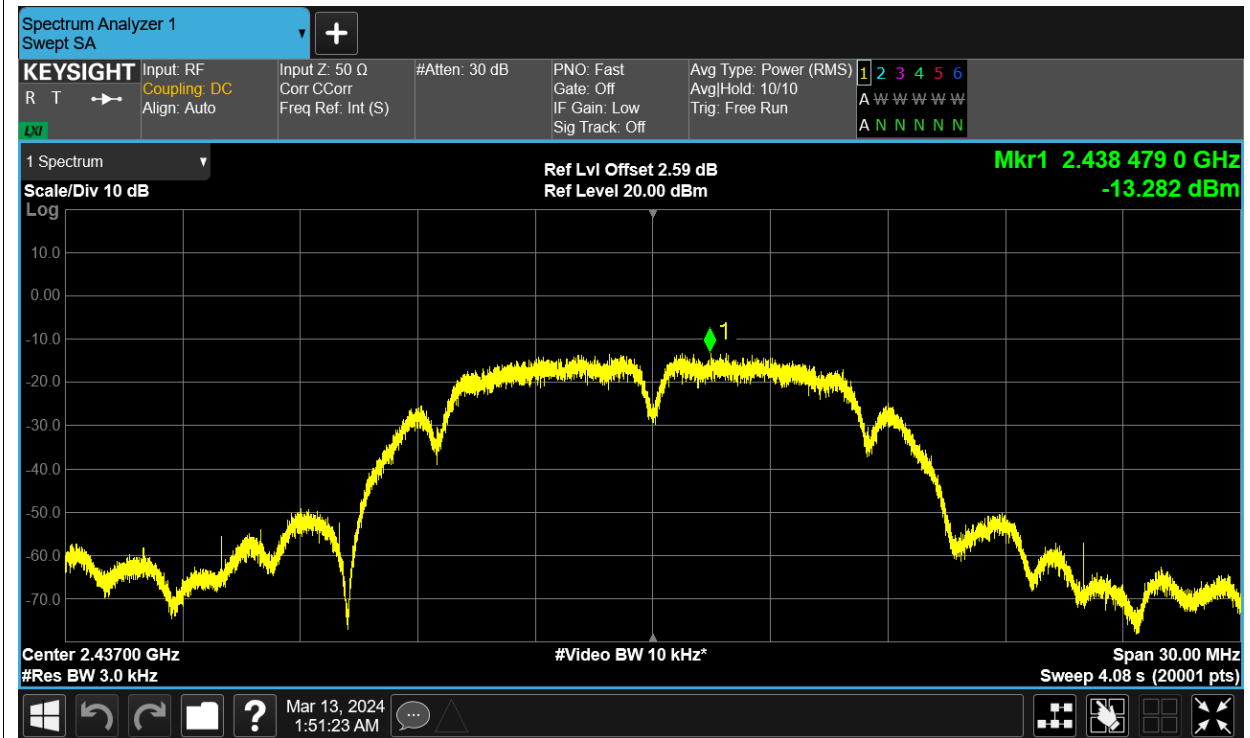 Spectrum Analyzer 1
Swept SA
KEYSIGHT
R T
LXI
Input: RF
Coupling: DC
Align: Auto
Input Z: 50 Ω
Corr CCorr
Freq Ref: Int (S)
#Atten: 30 dB
PNO: Fast
Gate: Off
IF Gain: Low
Sig Track: Off
Avg Type: Power (RMS)
Avg|Hold: 10/10
Trig: Free Run
1 2 3 4 5 6
A W W W W W
A N N N N N
1 Spectrum
Scale/Div 10 dB
Log
Ref Lvl Offset 2.59 dB
Ref Level 20.00 dBm
Mkr1 2.438 479 0 GHz
-13.282 dBm
10.0
0.00
-10.0
-20.0
-30.0
-40.0
-50.0
-60.0
-70.0
1
Center 2.43700 GHz
#Res BW 3.0 kHz
#Video BW 10 kHz*
Span 30.00 MHz
Sweep 4.08 s (20001 pts)
?
Mar 13, 2024
1:51:23 AM